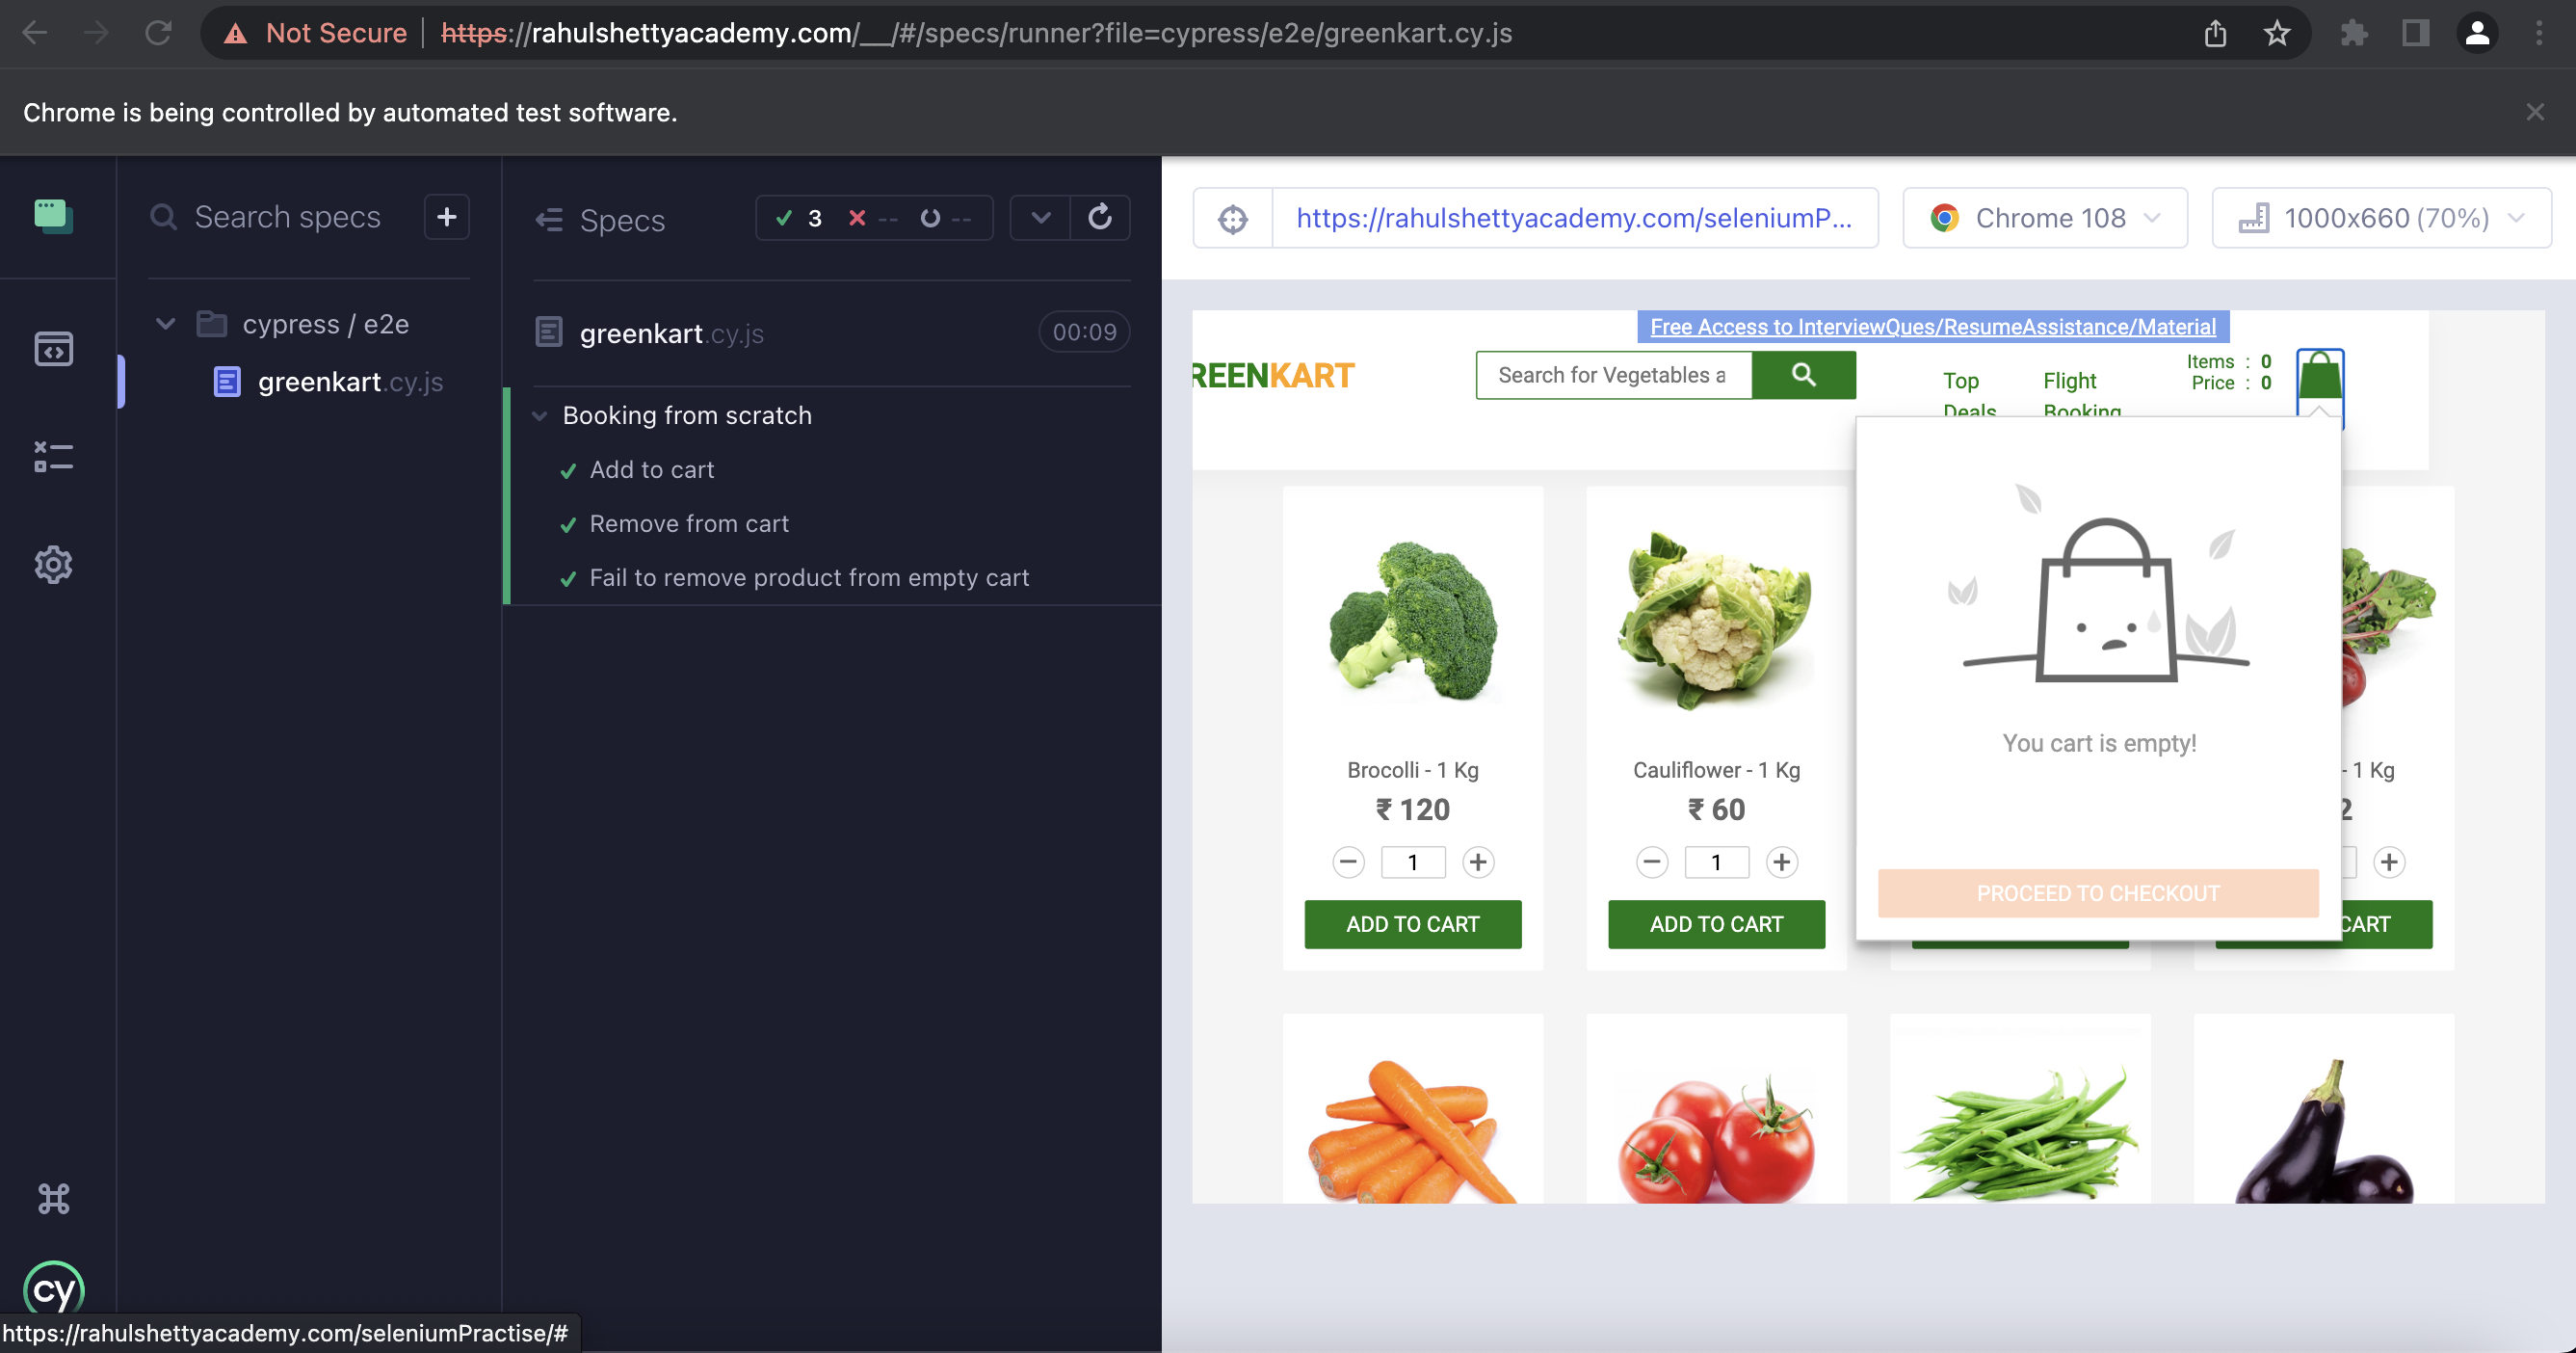 Not Secure https://rahulshettyacademy.com/__/#/specs/runner?file=cypress/e2e/greenkart.cy.js
Chrome is being controlled by automated test software.
Search specs
cypress / e2e
greenkart.cy.js
Specs
3 -- --
greenkart.cy.js 00:09
Booking from scratch
Add to cart
Remove from cart
Fail to remove product from empty cart
https://rahulshettyacademy.com/seleniumP...
Chrome 108
1000x660 (70%)
Free Access to InterviewQues/ResumeAssistance/Material
REENKART
Search for Vegetables a
Top
Deals
Flight
Booking
Items : 0
Price : 0
You cart is empty!
PROCEED TO CHECKOUT
Brocolli - 1 Kg
₹ 120
1
ADD TO CART
Cauliflower - 1 Kg
₹ 60
1
ADD TO CART
- 1 Kg
2
CART
cy
https://rahulshettyacademy.com/seleniumPractise/#